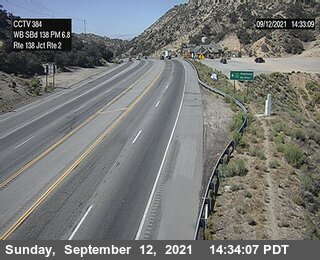 CCTV 384
WB SBd 138 PM 6.8
Rte 138 Jct Rte 2
09/12/2021 14:33:09
Sunday, September 12, 2021 14:34:07 PDT